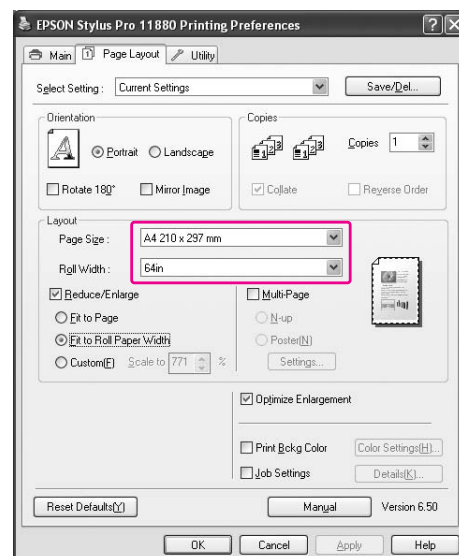 EPSON Stylus Pro 11880 Printing Preferences
Main Page Layout Utility
Select Setting : Current Settings Save/Del...
Orientation
Portrait Landscape
Rotate 180° Mirror Image
Copies
Copies 1
Collate Reverse Order
Layout
Page Size : A4 210 x 297 mm
Roll Width : 64in
Reduce/Enlarge
Fit to Page
Fit to Roll Paper Width
Custom(F) Scale to 771 %
Multi-Page
N-up
Poster(N)
Settings...
Optimize Enlargement
Print Bckg Color Color Settings(H)...
Job Settings Details(K)...
Reset Defaults(Y) Manual Version 6.50
OK Cancel Apply Help